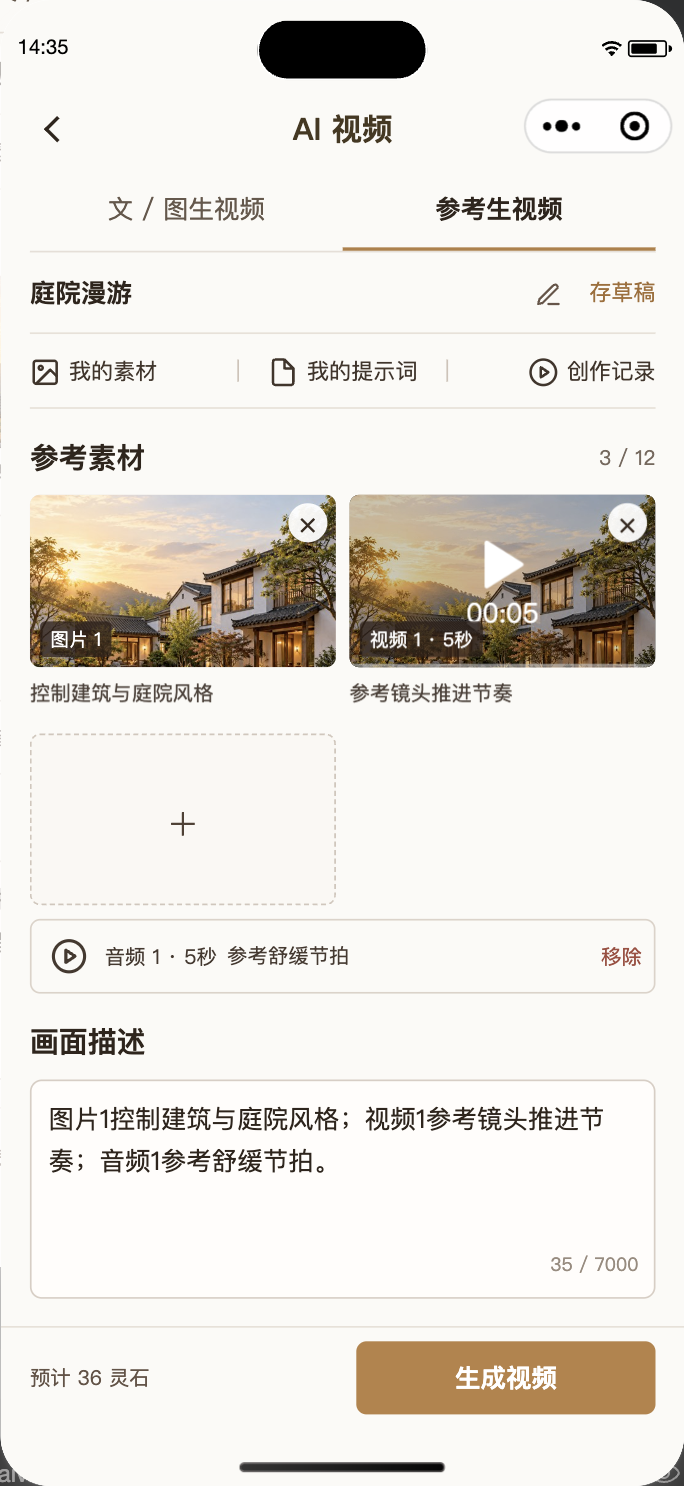 14:35
AI 视频
文 / 图生视频
参考生视频
庭院漫游
存草稿
我的素材
我的提示词
创作记录
参考素材
3 / 12
图片 1
00:05
视频 1 · 5秒
控制建筑与庭院风格
参考镜头推进节奏
音频 1 · 5秒 参考舒缓节拍
移除
画面描述
图片1控制建筑与庭院风格；视频1参考镜头推进节
奏；音频1参考舒缓节拍。
35 / 7000
预计 36 灵石
生成视频